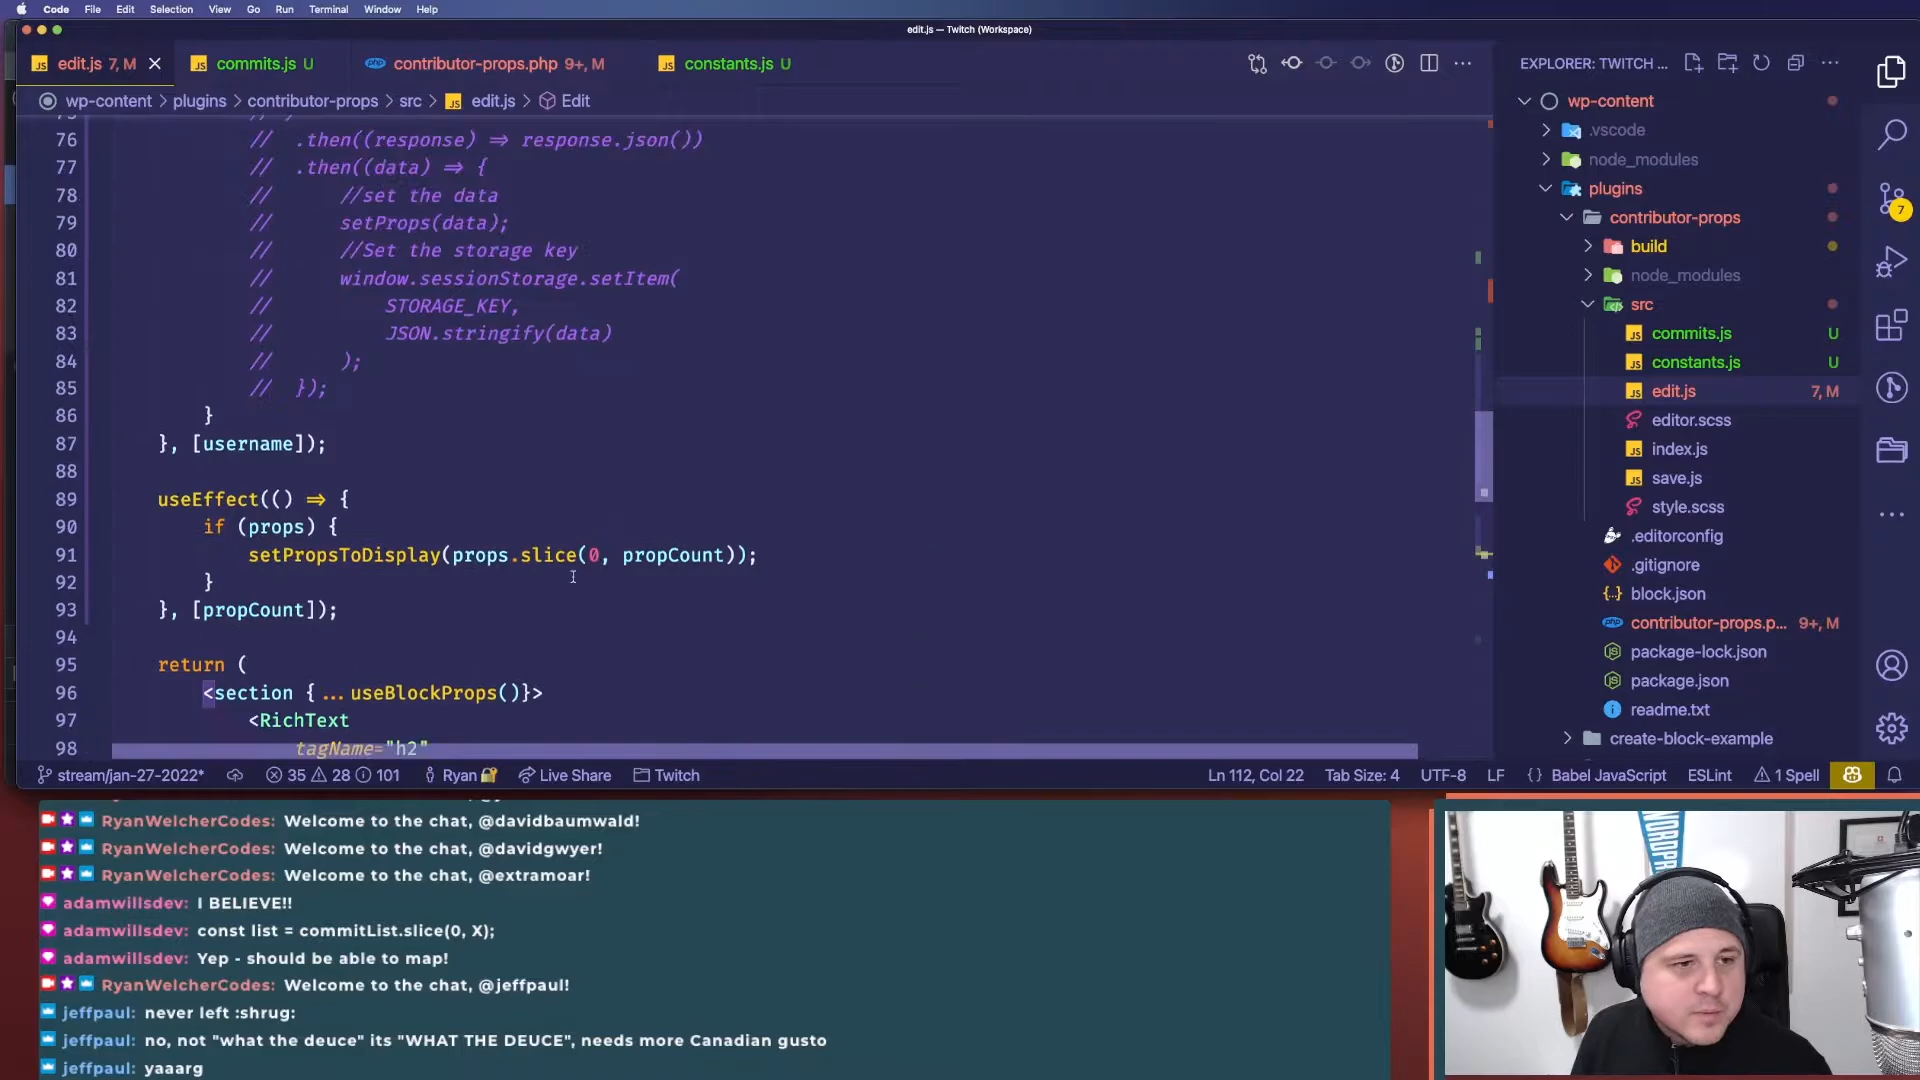 Code File Edit Selection View Go Run Terminal Window Help
edit.js — Twitch (Workspace)
edit.js 7, M
commits.js U
contributor-props.php 9+, M
constants.js U
wp-content > plugins > contributor-props > src > edit.js > Edit
76 // .then((response) => response.json())
77 // .then((data) => {
78 // //set the data
79 // setProps(data);
80 // //Set the storage key
81 // window.sessionStorage.setItem(
82 // STORAGE_KEY,
83 // JSON.stringify(data)
84 // );
85 // });
86 }
87 }, [username]);
88
89 useEffect(() => {
90 if (props) {
91 setPropsToDisplay(props.slice(0, propCount));
92 }
93 }, [propCount]);
94
95 return (
96 <section {...useBlockProps()}>
97 <RichText
98 tagName="h2"
EXPLORER: TWITCH ...
wp-content
.vscode
node_modules
plugins
contributor-props
build
node_modules
src
commits.js U
constants.js U
edit.js 7, M
editor.scss
index.js
save.js
style.scss
.editorconfig
.gitignore
block.json
contributor-props.p... 9+, M
package-lock.json
package.json
readme.txt
create-block-example
7
stream/jan-27-2022* 35 28 101 Ryan Live Share Twitch Ln 112, Col 22 Tab Size: 4 UTF-8 LF {} Babel JavaScript ESLint 1 Spell
RyanWelcherCodes: Welcome to the chat, @davidbaumwald!
RyanWelcherCodes: Welcome to the chat, @davidgwyer!
RyanWelcherCodes: Welcome to the chat, @extramoar!
adamwillsdev: I BELIEVE!!
adamwillsdev: const list = commitList.slice(0, X);
adamwillsdev: Yep - should be able to map!
RyanWelcherCodes: Welcome to the chat, @jeffpaul!
jeffpaul: never left :shrug:
jeffpaul: no, not "what the deuce" its "WHAT THE DEUCE", needs more Canadian gusto
jeffpaul: yaaarg